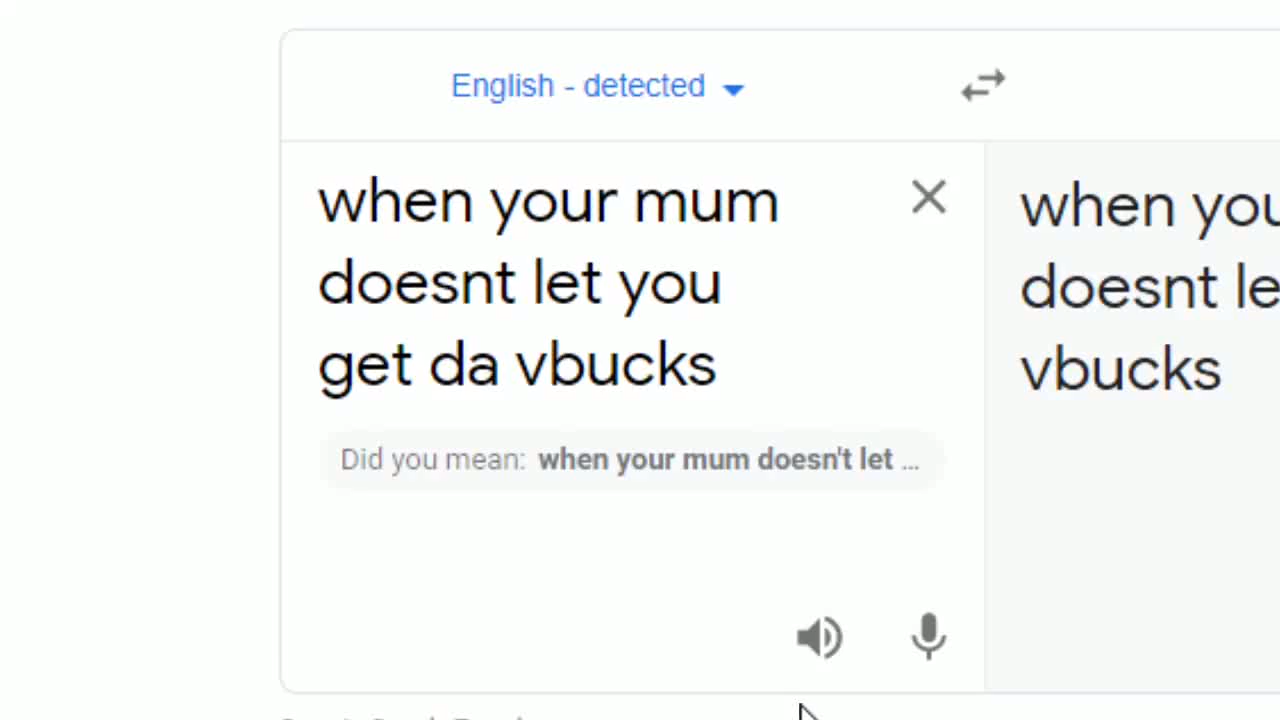 English - detected
when your mum
doesnt let you
get da vbucks
Did you mean: when your mum doesn't let ...
when you
doesnt le
vbucks